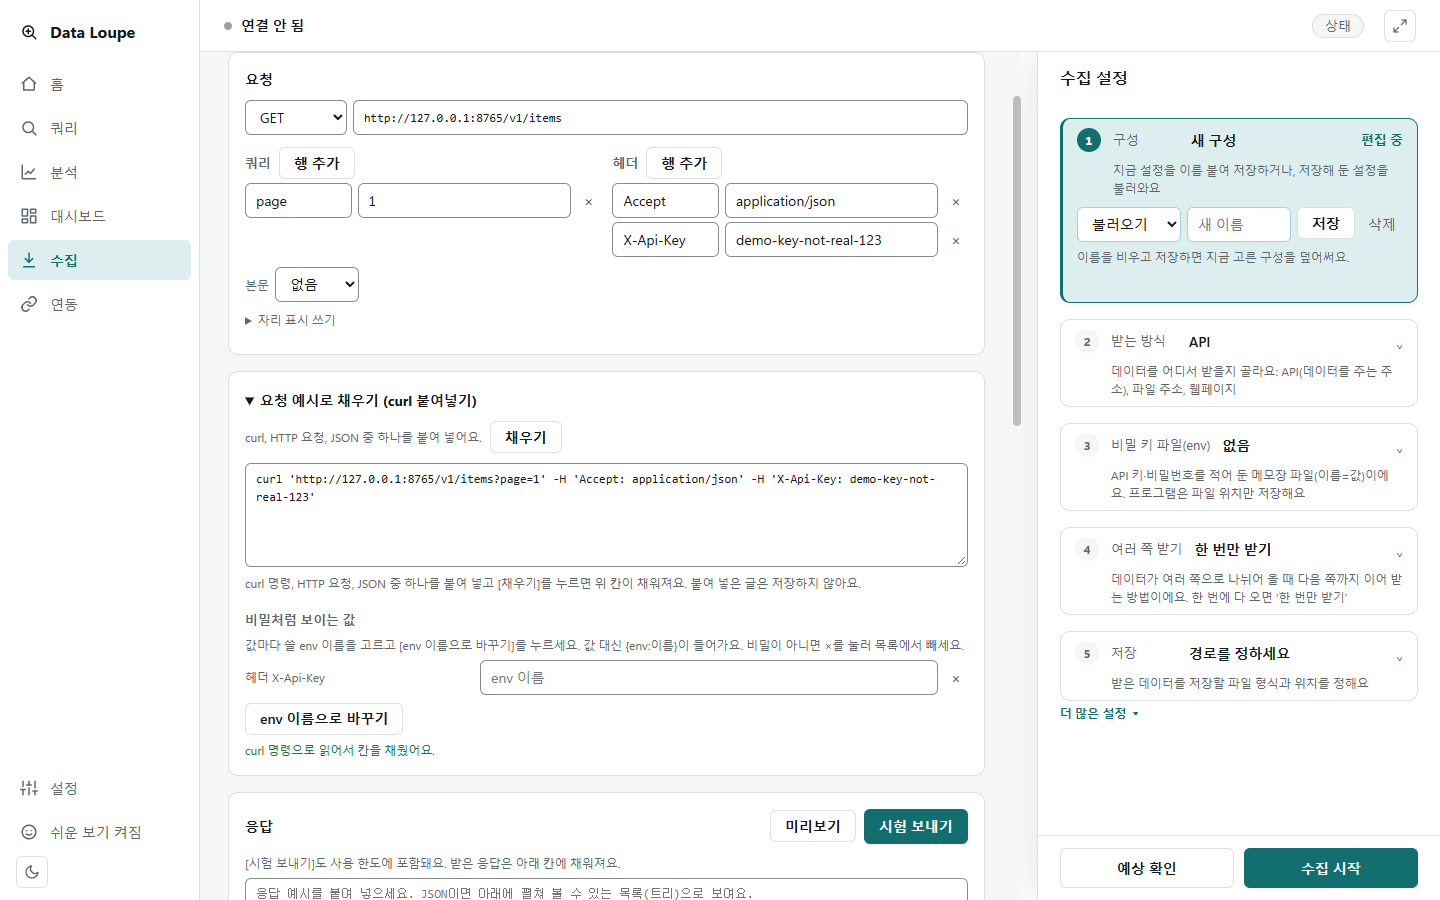 Data Loupe
홈
쿼리
분석
대시보드
수집
연동
설정
쉬운 보기 켜짐
연결 안 됨
상태
요청
GET
http://127.0.0.1:8765/v1/items
쿼리
행 추가
page
1
×
헤더
행 추가
Accept
application/json
×
X-Api-Key
demo-key-not-real-123
×
본문
없음
▶ 자리 표시 쓰기
▼ 요청 예시로 채우기 (curl 붙여넣기)
curl, HTTP 요청, JSON 중 하나를 붙여 넣어요.
채우기
curl 'http://127.0.0.1:8765/v1/items?page=1' -H 'Accept: application/json' -H 'X-Api-Key: demo-key-not-
real-123'
curl 명령, HTTP 요청, JSON 중 하나를 붙여 넣고 [채우기]를 누르면 위 칸이 채워져요. 붙여 넣은 글은 저장하지 않아요.
비밀처럼 보이는 값
값마다 쓸 env 이름을 고르고 [env 이름으로 바꾸기]를 누르세요. 값 대신 {env:이름}이 들어가요. 비밀이 아니면 ×를 눌러 목록에서 빼세요.
헤더 X-Api-Key
env 이름
×
env 이름으로 바꾸기
curl 명령으로 읽어서 칸을 채웠어요.
응답
미리보기
시험 보내기
[시험 보내기]도 사용 한도에 포함돼요. 받은 응답은 아래 칸에 채워져요.
응답 예시를 붙여 넣으세요. JSON이면 아래에 펼쳐 볼 수 있는 목록(트리)으로 보여요.
수집 설정
1
구성
새 구성
편집 중
지금 설정을 이름 붙여 저장하거나, 저장해 둔 설정을
불러와요
불러오기
새 이름
저장
삭제
이름을 비우고 저장하면 지금 고른 구성을 덮어써요.
2
받는 방식
API
데이터를 어디서 받을지 골라요: API(데이터를 주는 주
소), 파일 주소, 웹페이지
3
비밀 키 파일(env)
없음
API 키·비밀번호를 적어 둔 메모장 파일(이름=값)이에
요. 프로그램은 파일 위치만 저장해요
4
여러 쪽 받기
한 번만 받기
데이터가 여러 쪽으로 나뉘어 올 때 다음 쪽까지 이어 받
는 방법이에요. 한 번에 다 오면 '한 번만 받기'
5
저장
경로를 정하세요
받은 데이터를 저장할 파일 형식과 위치를 정해요
더 많은 설정
예상 확인
수집 시작